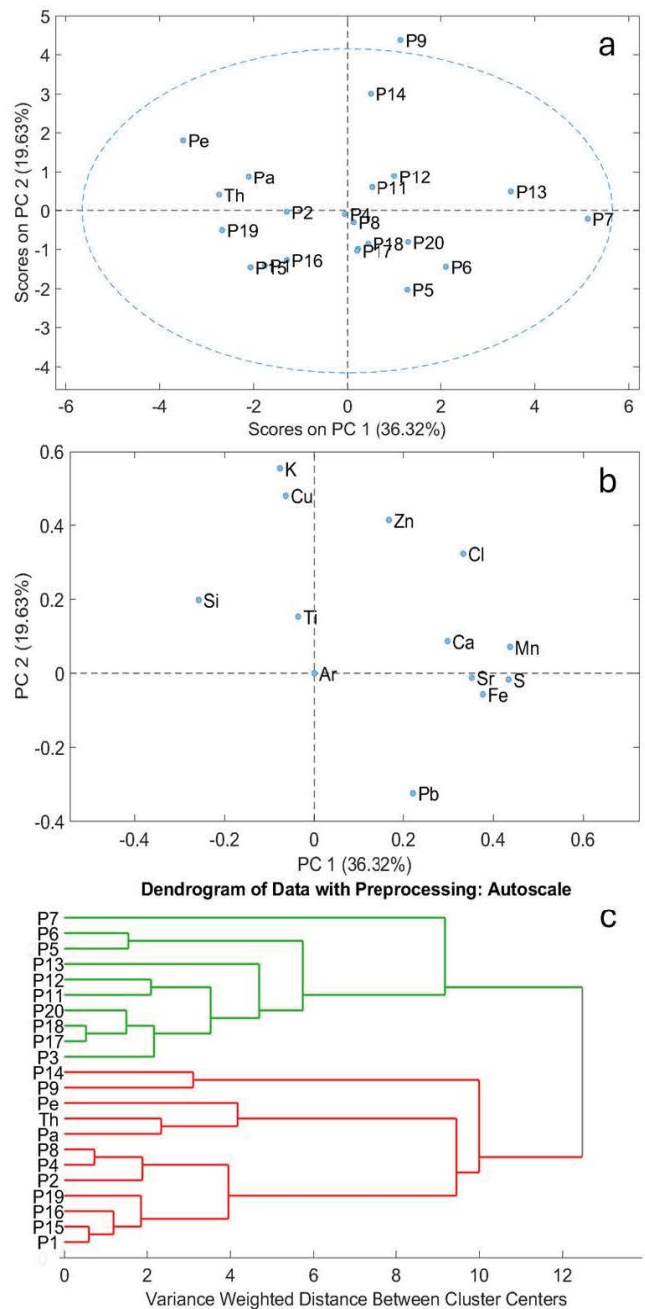 a
5
4
3
2
1
0
-1
-2
-3
-4
Scores on PC 2 (19.63%)
P9
P14
Pe
Pa
P12
Th
P11
P13
P2
P4
P7
P8
P19
P18
P20
P17
P16
P15
P1
P6
P5
-6
-4
-2
0
2
4
6
Scores on PC 1 (36.32%)
b
0.6
0.4
0.2
0
-0.2
-0.4
PC 2 (19.63%)
K
Cu
Zn
Cl
Si
Ti
Ca
Mn
Ar
Sr
S
Fe
Pb
-0.4
-0.2
0
0.2
0.4
0.6
PC 1 (36.32%)
Dendrogram of Data with Preprocessing: Autoscale
c
P7
P6
P5
P13
P12
P11
P20
P18
P17
P3
P14
P9
Pe
Th
Pa
P8
P4
P2
P19
P16
P15
P1
0
2
4
6
8
10
12
Variance Weighted Distance Between Cluster Centers